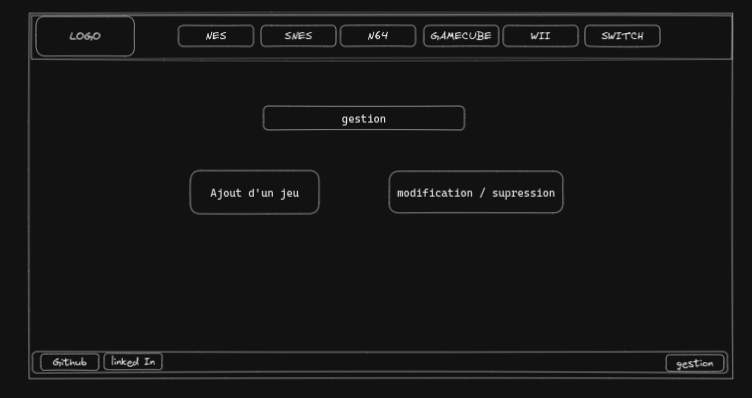 LOGO
NES
SNES
N64
GAMECUBE
WII
SWITCH
gestion
Ajout d'un jeu
modification / supression
Github
linked In
gestion